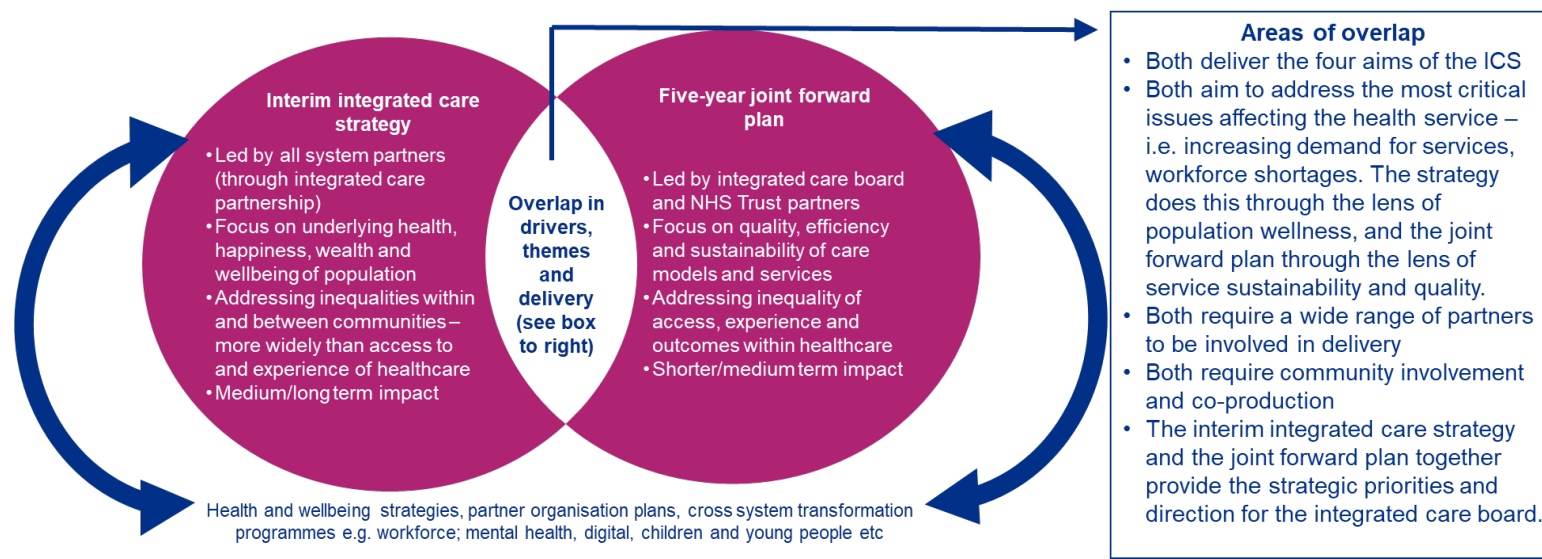 Interim integrated care
strategy
•Led by all system partners
(through integrated care
partnership)
•Focus on underlying health,
happiness, wealth and
wellbeing of population
•Addressing inequalities within
and between communities –
more widely than access to
and experience of healthcare
•Medium/long term impact
Overlap in
drivers,
themes
and
delivery
(see box
to right)
Five-year joint forward
plan
•Led by integrated care board
and NHS Trust partners
•Focus on quality, efficiency
and sustainability of care
models and services
•Addressing inequality of
access, experience and
outcomes within healthcare
•Shorter/medium term impact
Health and wellbeing strategies, partner organisation plans, cross system transformation
programmes e.g. workforce; mental health, digital, children and young people etc
Areas of overlap
• Both deliver the four aims of the ICS
• Both aim to address the most critical
issues affecting the health service –
i.e. increasing demand for services,
workforce shortages. The strategy
does this through the lens of
population wellness, and the joint
forward plan through the lens of
service sustainability and quality.
• Both require a wide range of partners
to be involved in delivery
• Both require community involvement
and co-production
• The interim integrated care strategy
and the joint forward plan together
provide the strategic priorities and
direction for the integrated care board.